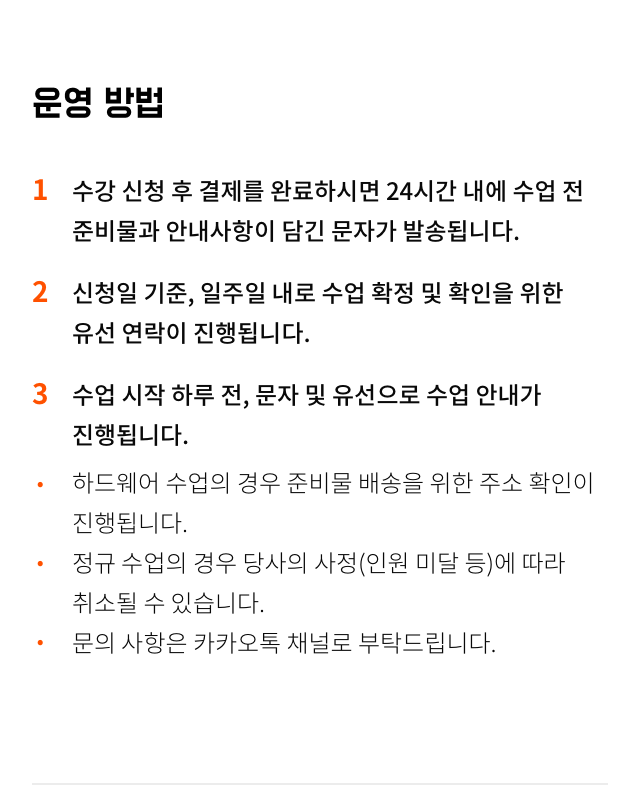 운영 방법
1 수강 신청 후 결제를 완료하시면 24시간 내에 수업 전
준비물과 안내사항이 담긴 문자가 발송됩니다.
2 신청일 기준, 일주일 내로 수업 확정 및 확인을 위한
유선 연락이 진행됩니다.
3 수업 시작 하루 전, 문자 및 유선으로 수업 안내가
진행됩니다.
• 하드웨어 수업의 경우 준비물 배송을 위한 주소 확인이
진행됩니다.
• 정규 수업의 경우 당사의 사정(인원 미달 등)에 따라
취소될 수 있습니다.
• 문의 사항은 카카오톡 채널로 부탁드립니다.